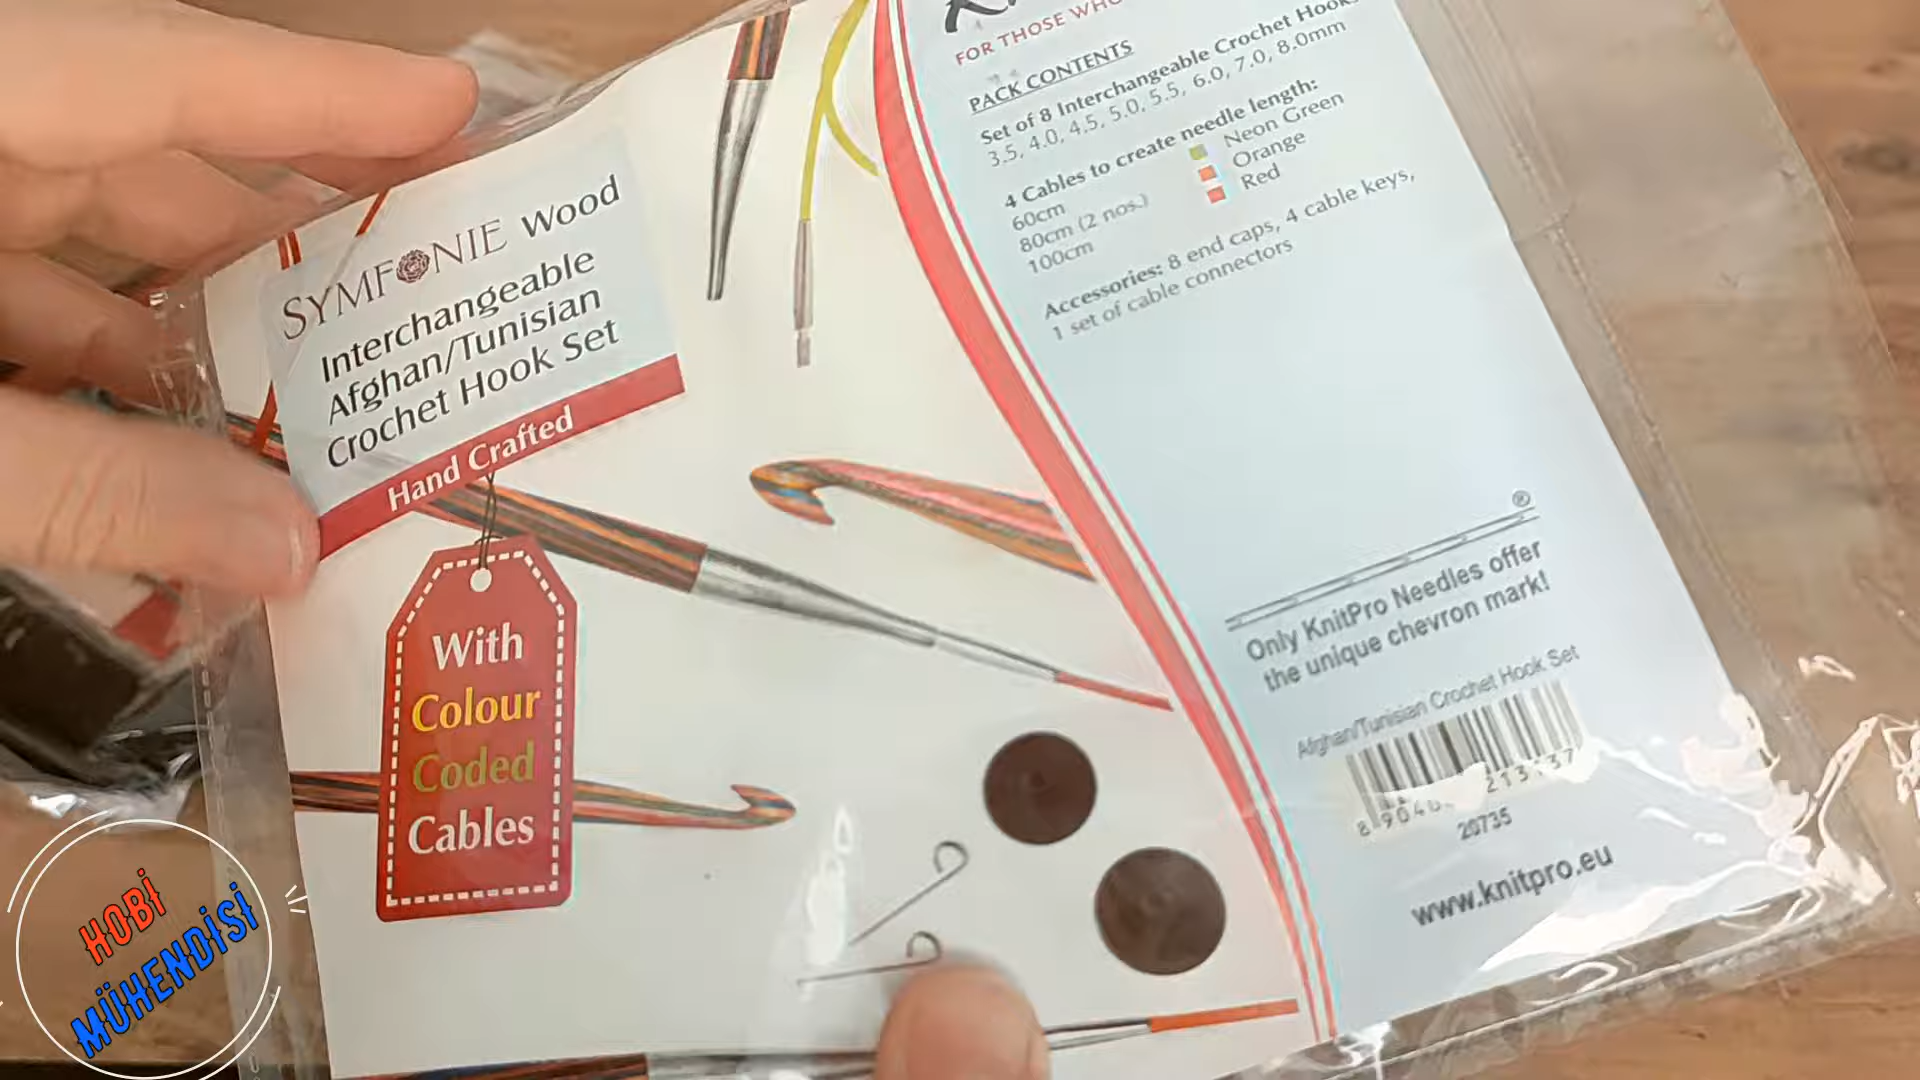 SYMFONIE Wood
Interchangeable
Afghan/Tunisian
Crochet Hook Set
Hand Crafted
With
Colour
Coded
Cables
FOR THOSE WHO
PACK CONTENTS
Set of 8 Interchangeable Crochet Hook
3.5, 4.0, 4.5, 5.0, 5.5, 6.0, 7.0, 8.0mm
4 Cables to create needle length:
60cm Neon Green
80cm (2 nos.) Orange
100cm Red
Accessories: 8 end caps, 4 cable keys,
1 set of cable connectors
®
Only KnitPro Needles offer
the unique chevron mark!
Afghan/Tunisian Crochet Hook Set
20735
www.knitpro.eu
HOBİ
MÜHENDİSİ